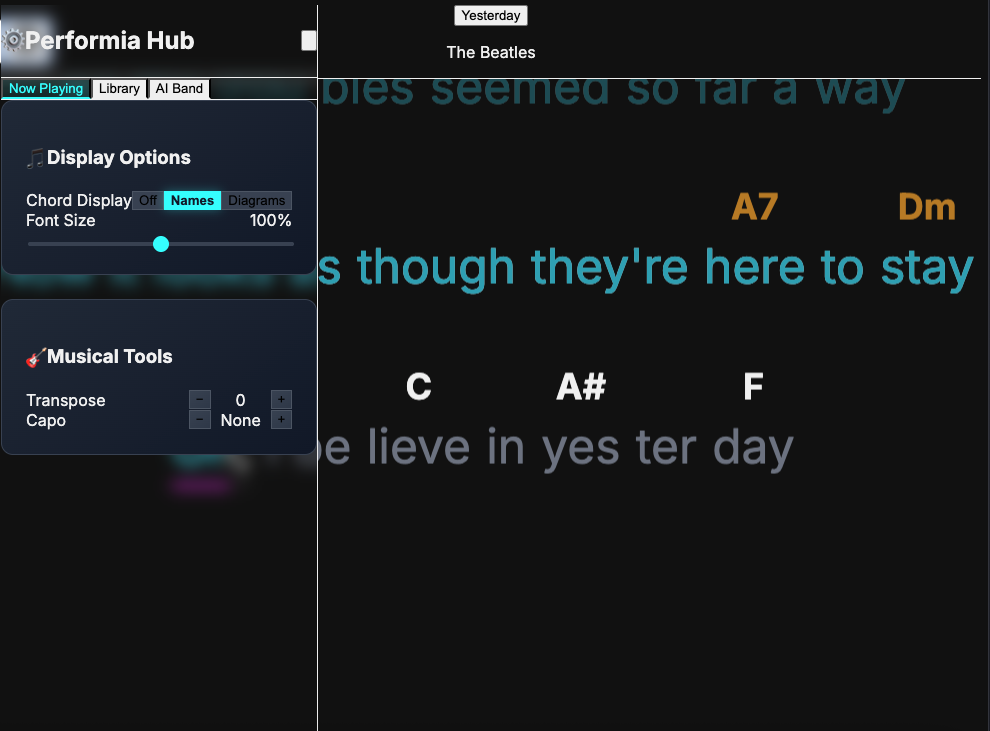 Performia Hub
Yesterday
The Beatles
Now Playing Library AI Band
bles seemed so far a way
Display Options
Chord Display Off Names Diagrams
Font Size 100%
A7 Dm
s though they're here to stay
Musical Tools
Transpose − 0 +
Capo − None +
C A# F
be lieve in yes ter day